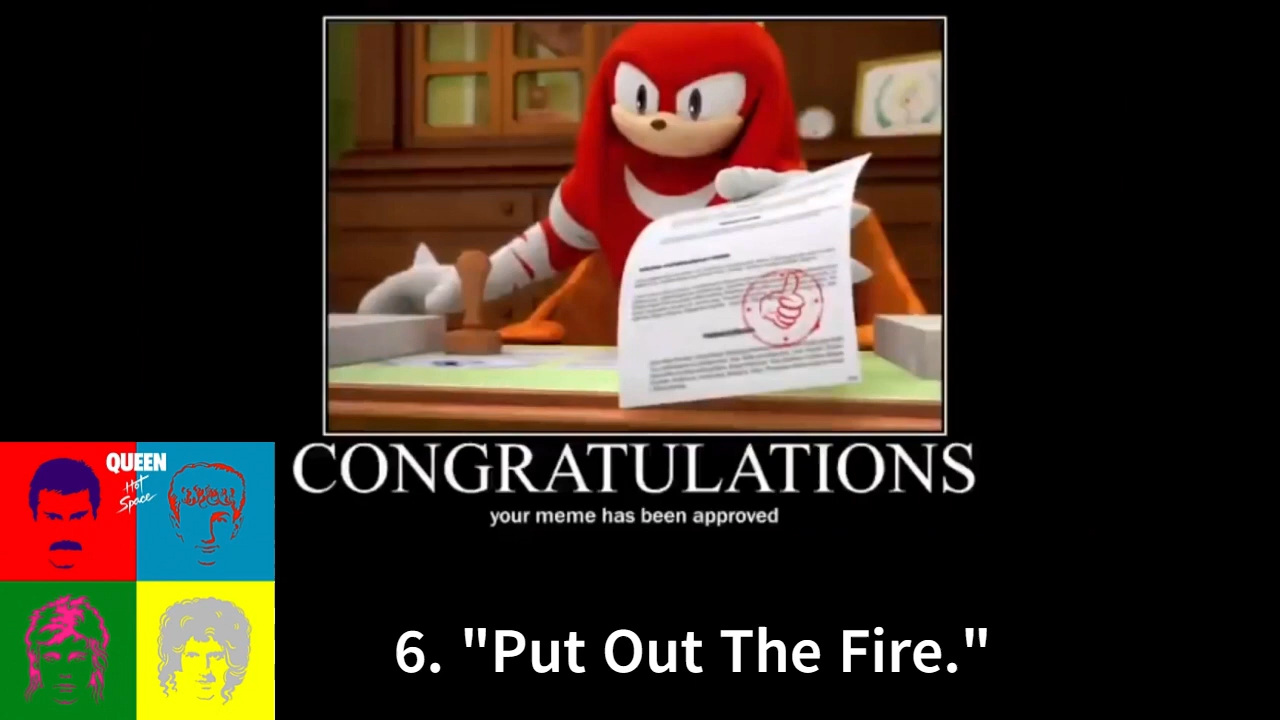 CONGRATULATIONS
your meme has been approved
QUEEN
Hot
Space
6. "Put Out The Fire."